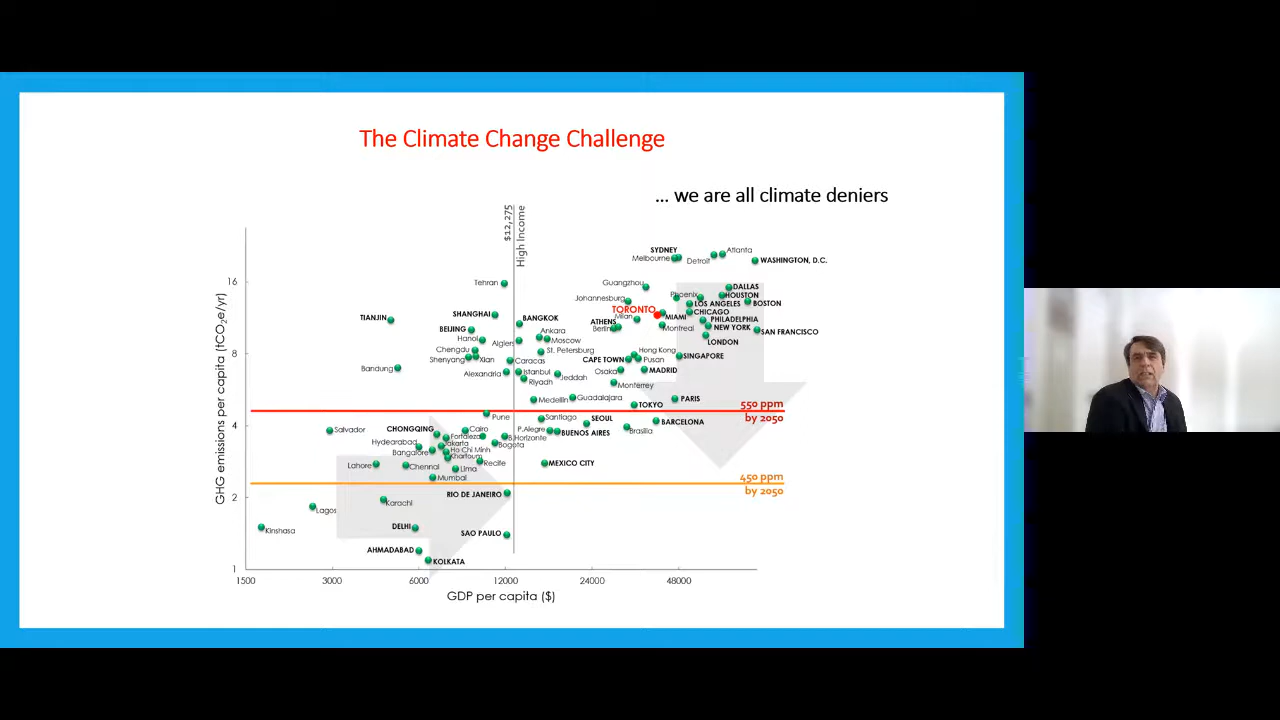 The Climate Change Challenge
... we are all climate deniers
$12,275
High Income
GHG emissions per capita (tCO2e/yr)
16
8
4
2
1
SYDNEY
Melbourne
Detroit
Atlanta
WASHINGTON, D.C.
Tehran
Guangzhou
Johannesburg
Phoenix
DALLAS
HOUSTON
BOSTON
LOS ANGELES
CHICAGO
TIANJIN
SHANGHAI
BANGKOK
TORONTO
Milan
MIAMI
PHILADELPHIA
ATHENS
Berlin
Montreal
NEW YORK
SAN FRANCISCO
BEIJING
Hanoi
Algiers
Ankara
Moscow
LONDON
Chengdu
Shenyang
Xian
St. Petersburg
Caracas
CAPE TOWN
Hong Kong
Pusan
SINGAPORE
Bandung
Alexandria
Istanbul
Riyadh
Jeddah
Osaka
MADRID
Monterrey
Medellin
Guadalajara
TOKYO
PARIS
550 ppm
by 2050
Pune
Santiago
SEOUL
BARCELONA
Salvador
CHONGQING
Cairo
Fortaleza
P.Alegre
BUENOS AIRES
Brasilia
Hyderabad
Jakarta
B.Horizonte
Bogota
Bangalore
Ho Chi Minh
Khartoum
Lahore
Chennai
Lima
Recife
MEXICO CITY
Mumbai
450 ppm
by 2050
RIO DE JANEIRO
Karachi
Lagos
Kinshasa
DELHI
SAO PAULO
AHMADABAD
KOLKATA
1500
3000
6000
12000
24000
48000
GDP per capita ($)